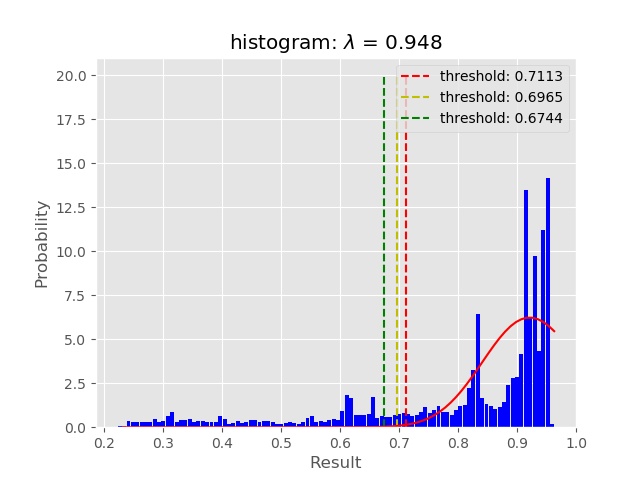 histogram: λ = 0.948
threshold: 0.7113
threshold: 0.6965
threshold: 0.6744
Probability
20.0
17.5
15.0
12.5
10.0
7.5
5.0
2.5
0.0
0.2 0.3 0.4 0.5 0.6 0.7 0.8 0.9 1.0
Result